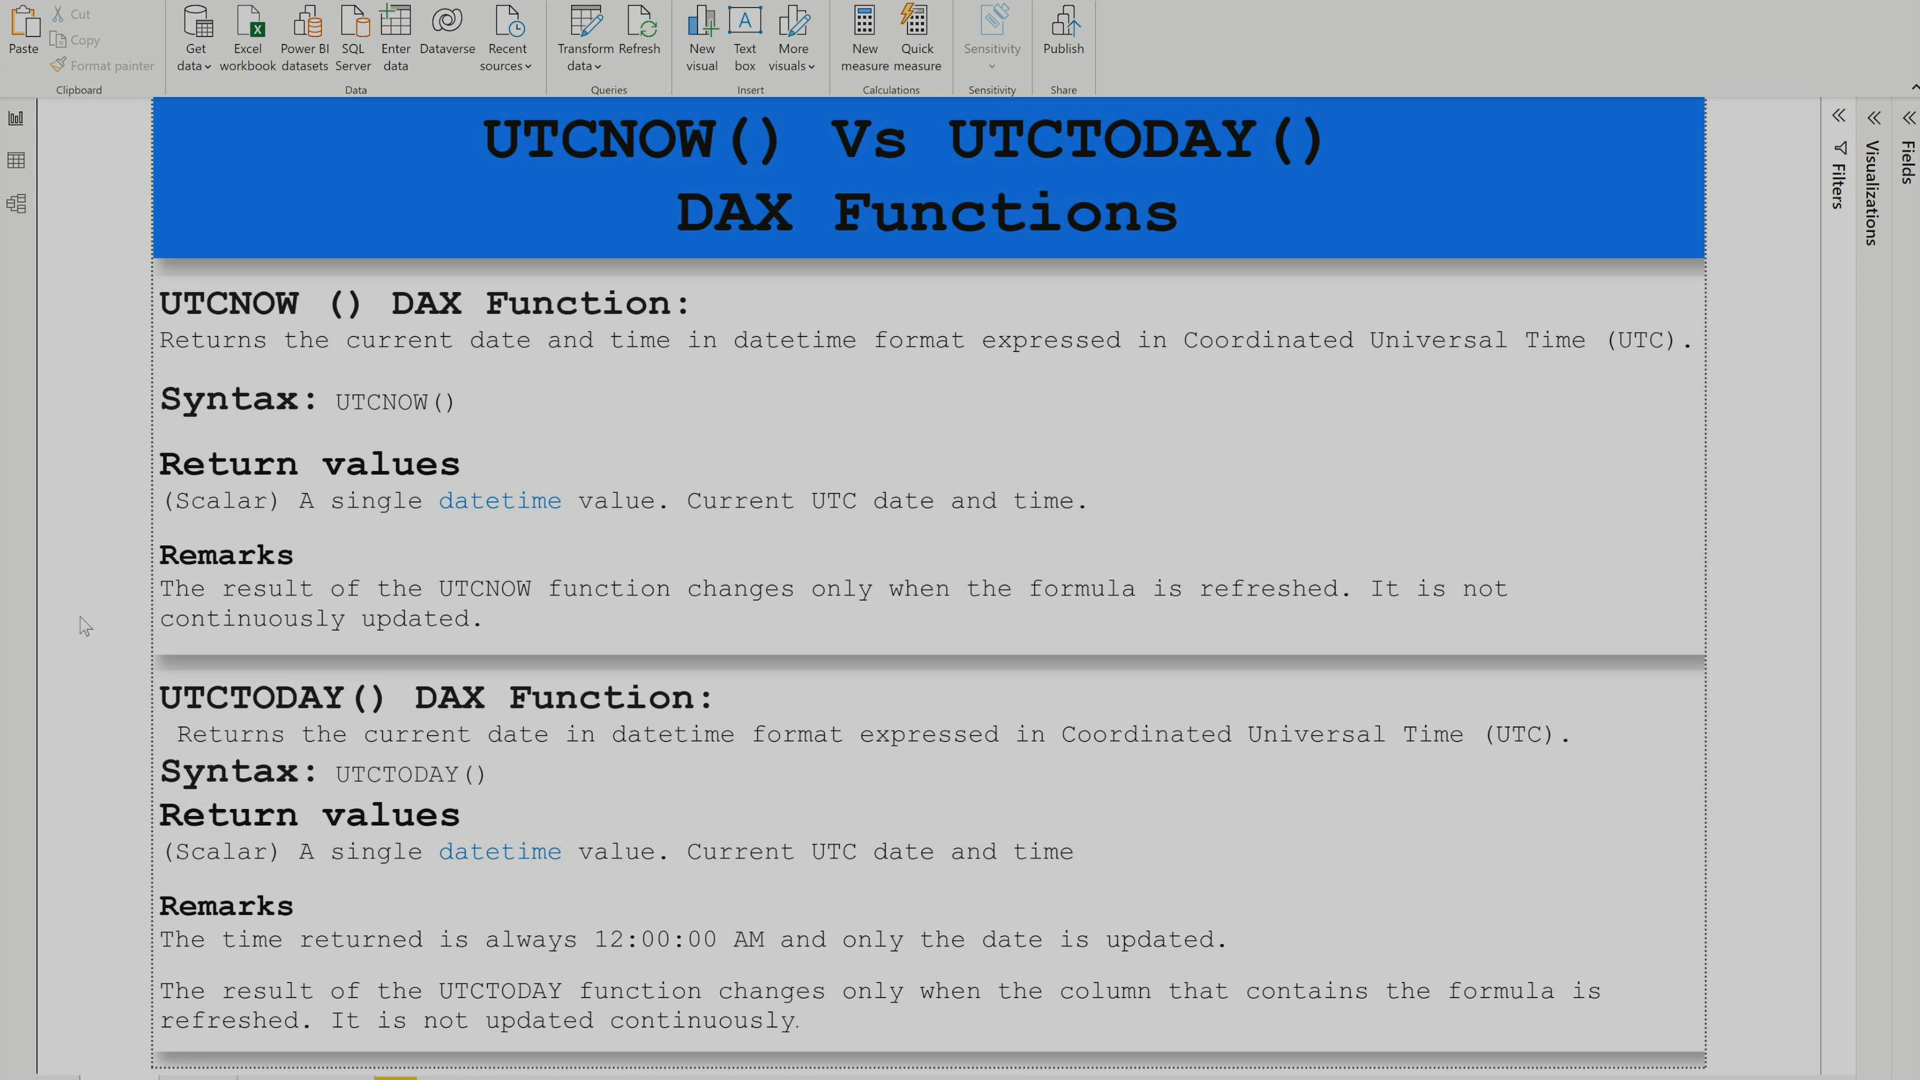 Cut
Copy
Format painter
Paste
Clipboard
Get data
Excel workbook
Power BI datasets
SQL Server
Enter data
Dataverse
Recent sources
Data
Transform data
Refresh
Queries
New visual
Text box
More visuals
Insert
New measure
Quick measure
Calculations
Sensitivity
Sensitivity
Publish
Share
UTCNOW() Vs UTCTODAY()
DAX Functions
UTCNOW () DAX Function:
Returns the current date and time in datetime format expressed in Coordinated Universal Time (UTC).
Syntax: UTCNOW()
Return values
(Scalar) A single datetime value. Current UTC date and time.
Remarks
The result of the UTCNOW function changes only when the formula is refreshed. It is not
continuously updated.
UTCTODAY() DAX Function:
Returns the current date in datetime format expressed in Coordinated Universal Time (UTC).
Syntax: UTCTODAY()
Return values
(Scalar) A single datetime value. Current UTC date and time
Remarks
The time returned is always 12:00:00 AM and only the date is updated.
The result of the UTCTODAY function changes only when the column that contains the formula is
refreshed. It is not updated continuously.
Filters
Visualizations
Fields